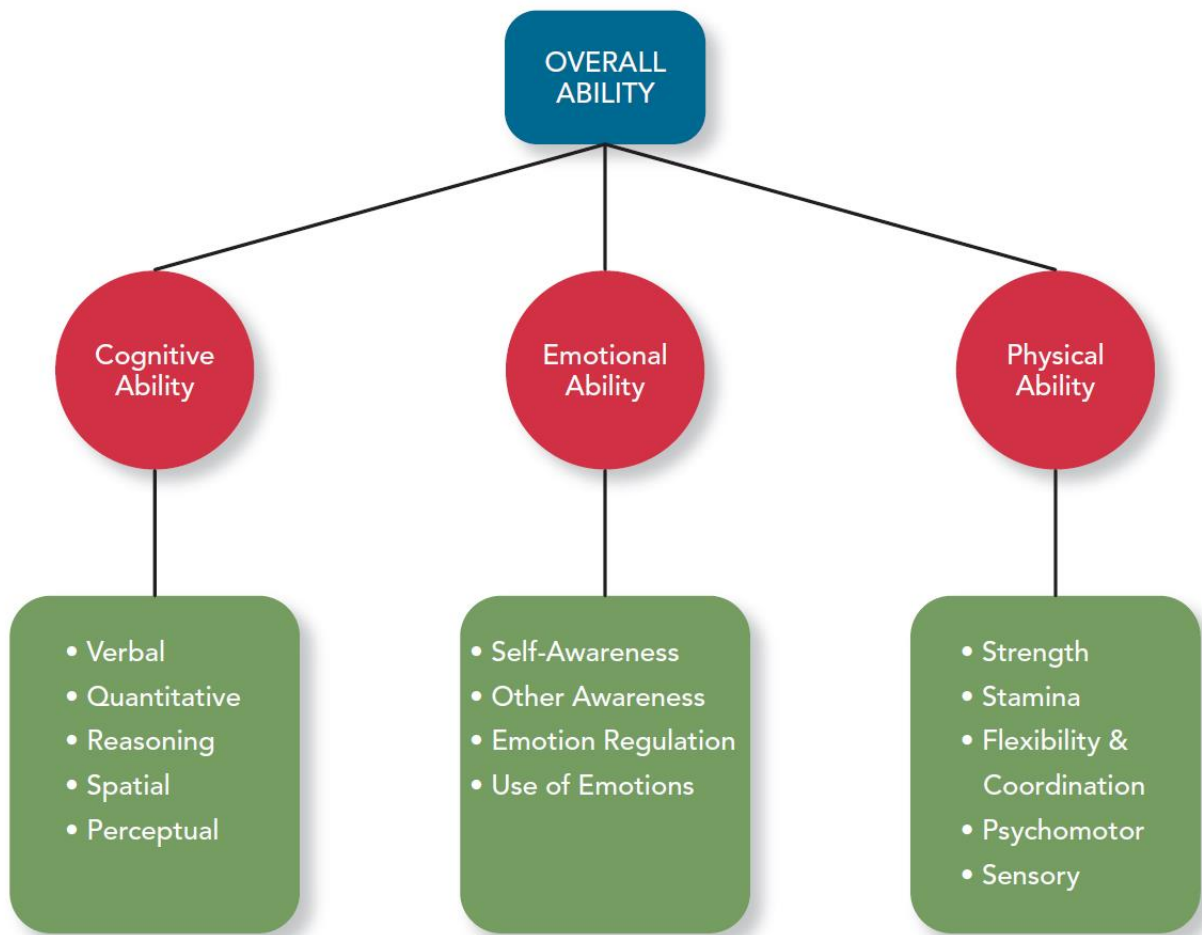 OVERALL
ABILITY
Cognitive
Ability
Emotional
Ability
Physical
Ability
• Verbal
• Quantitative
• Reasoning
• Spatial
• Perceptual
• Self-Awareness
• Other Awareness
• Emotion Regulation
• Use of Emotions
• Strength
• Stamina
• Flexibility &
Coordination
• Psychomotor
• Sensory